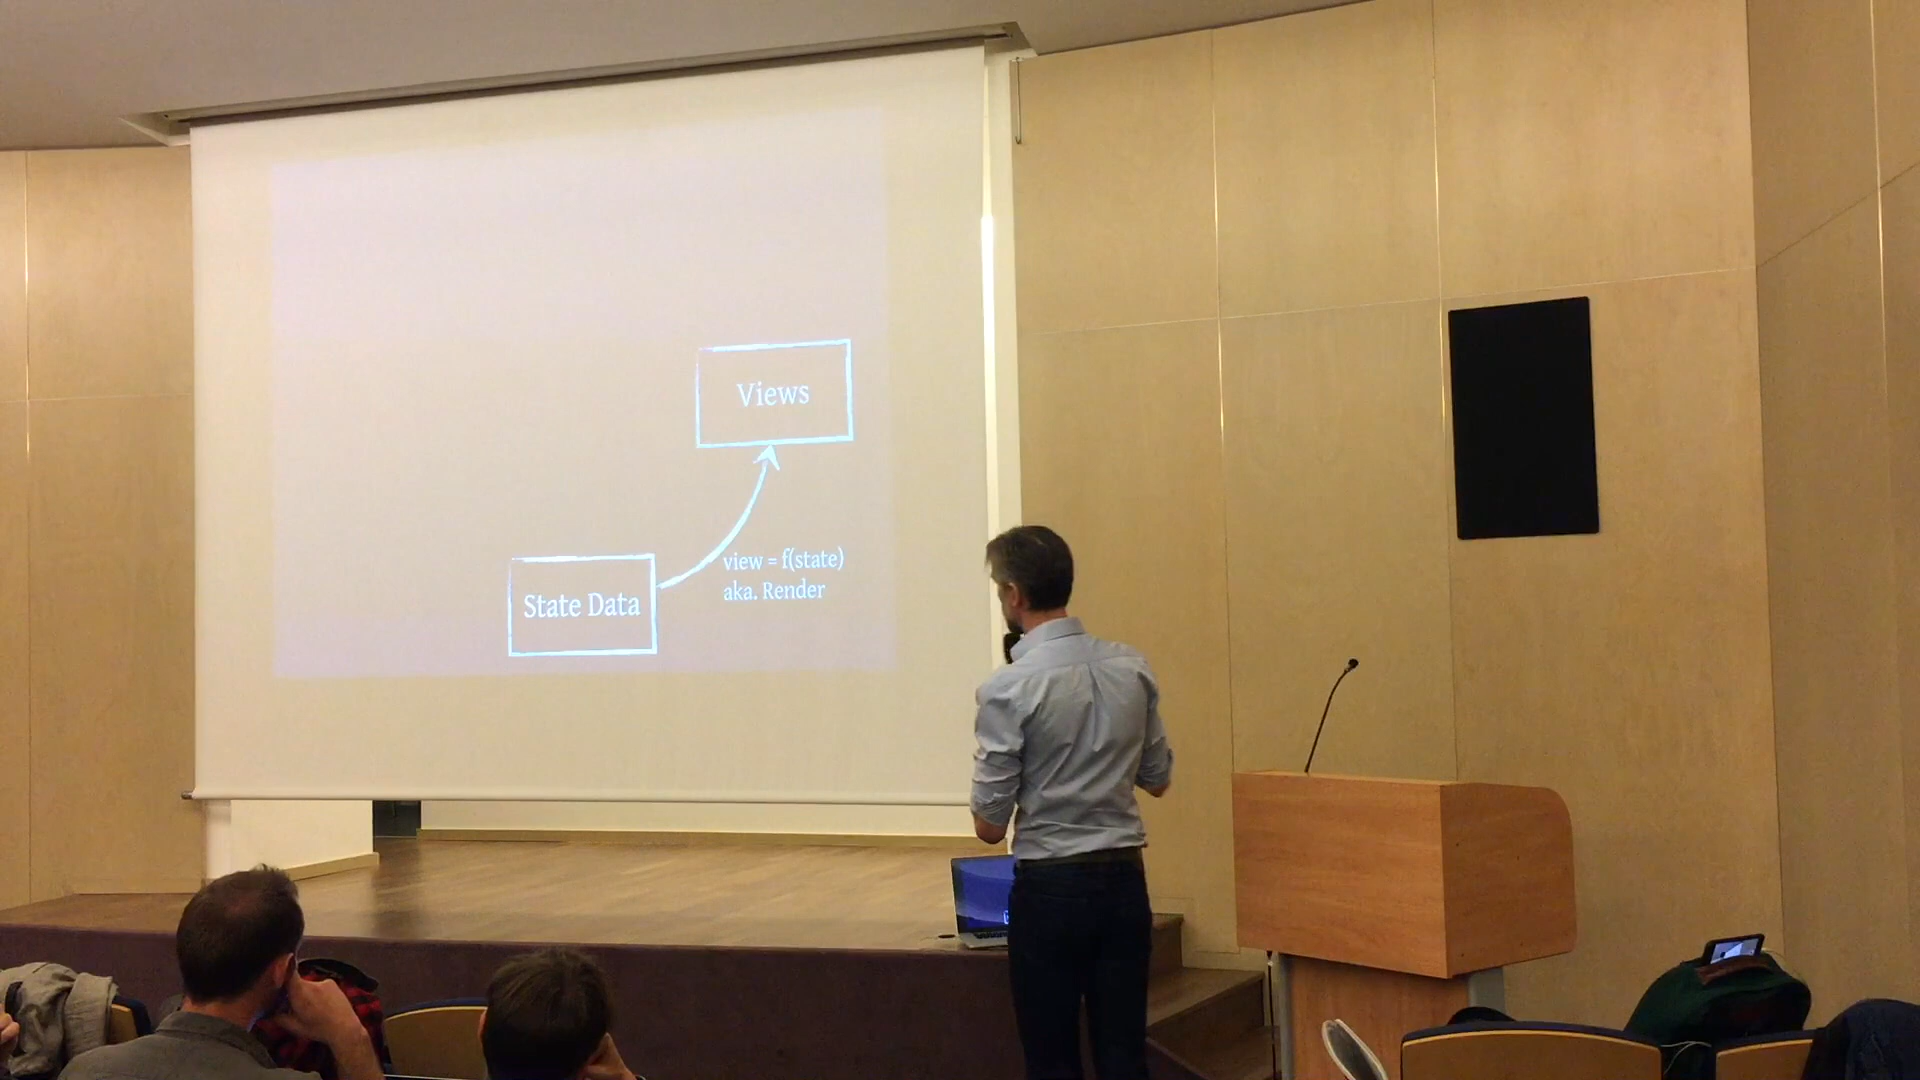 Views
view = f(state)
aka. Render
State Data